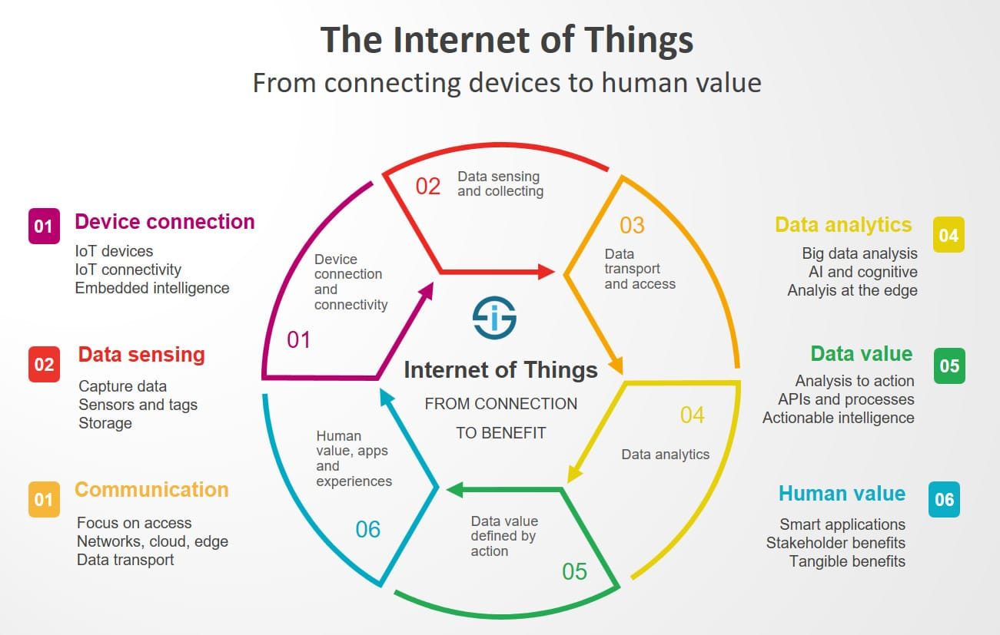 The Internet of Things
From connecting devices to human value
01
Device connection
IoT devices
IoT connectivity
Embedded intelligence
02
Data sensing
Capture data
Sensors and tags
Storage
01
Communication
Focus on access
Networks, cloud, edge
Data transport
01
Device
connection
and
connectivity
02
Data sensing
and collecting
03
Data
transport
and access
04
Data analytics
05
Data value
defined by
action
06
Human
value, apps
and
experiences
Internet of Things
FROM CONNECTION
TO BENEFIT
Data analytics
04
Big data analysis
AI and cognitive
Analyis at the edge
Data value
05
Analysis to action
APIs and processes
Actionable intelligence
Human value
06
Smart applications
Stakeholder benefits
Tangible benefits